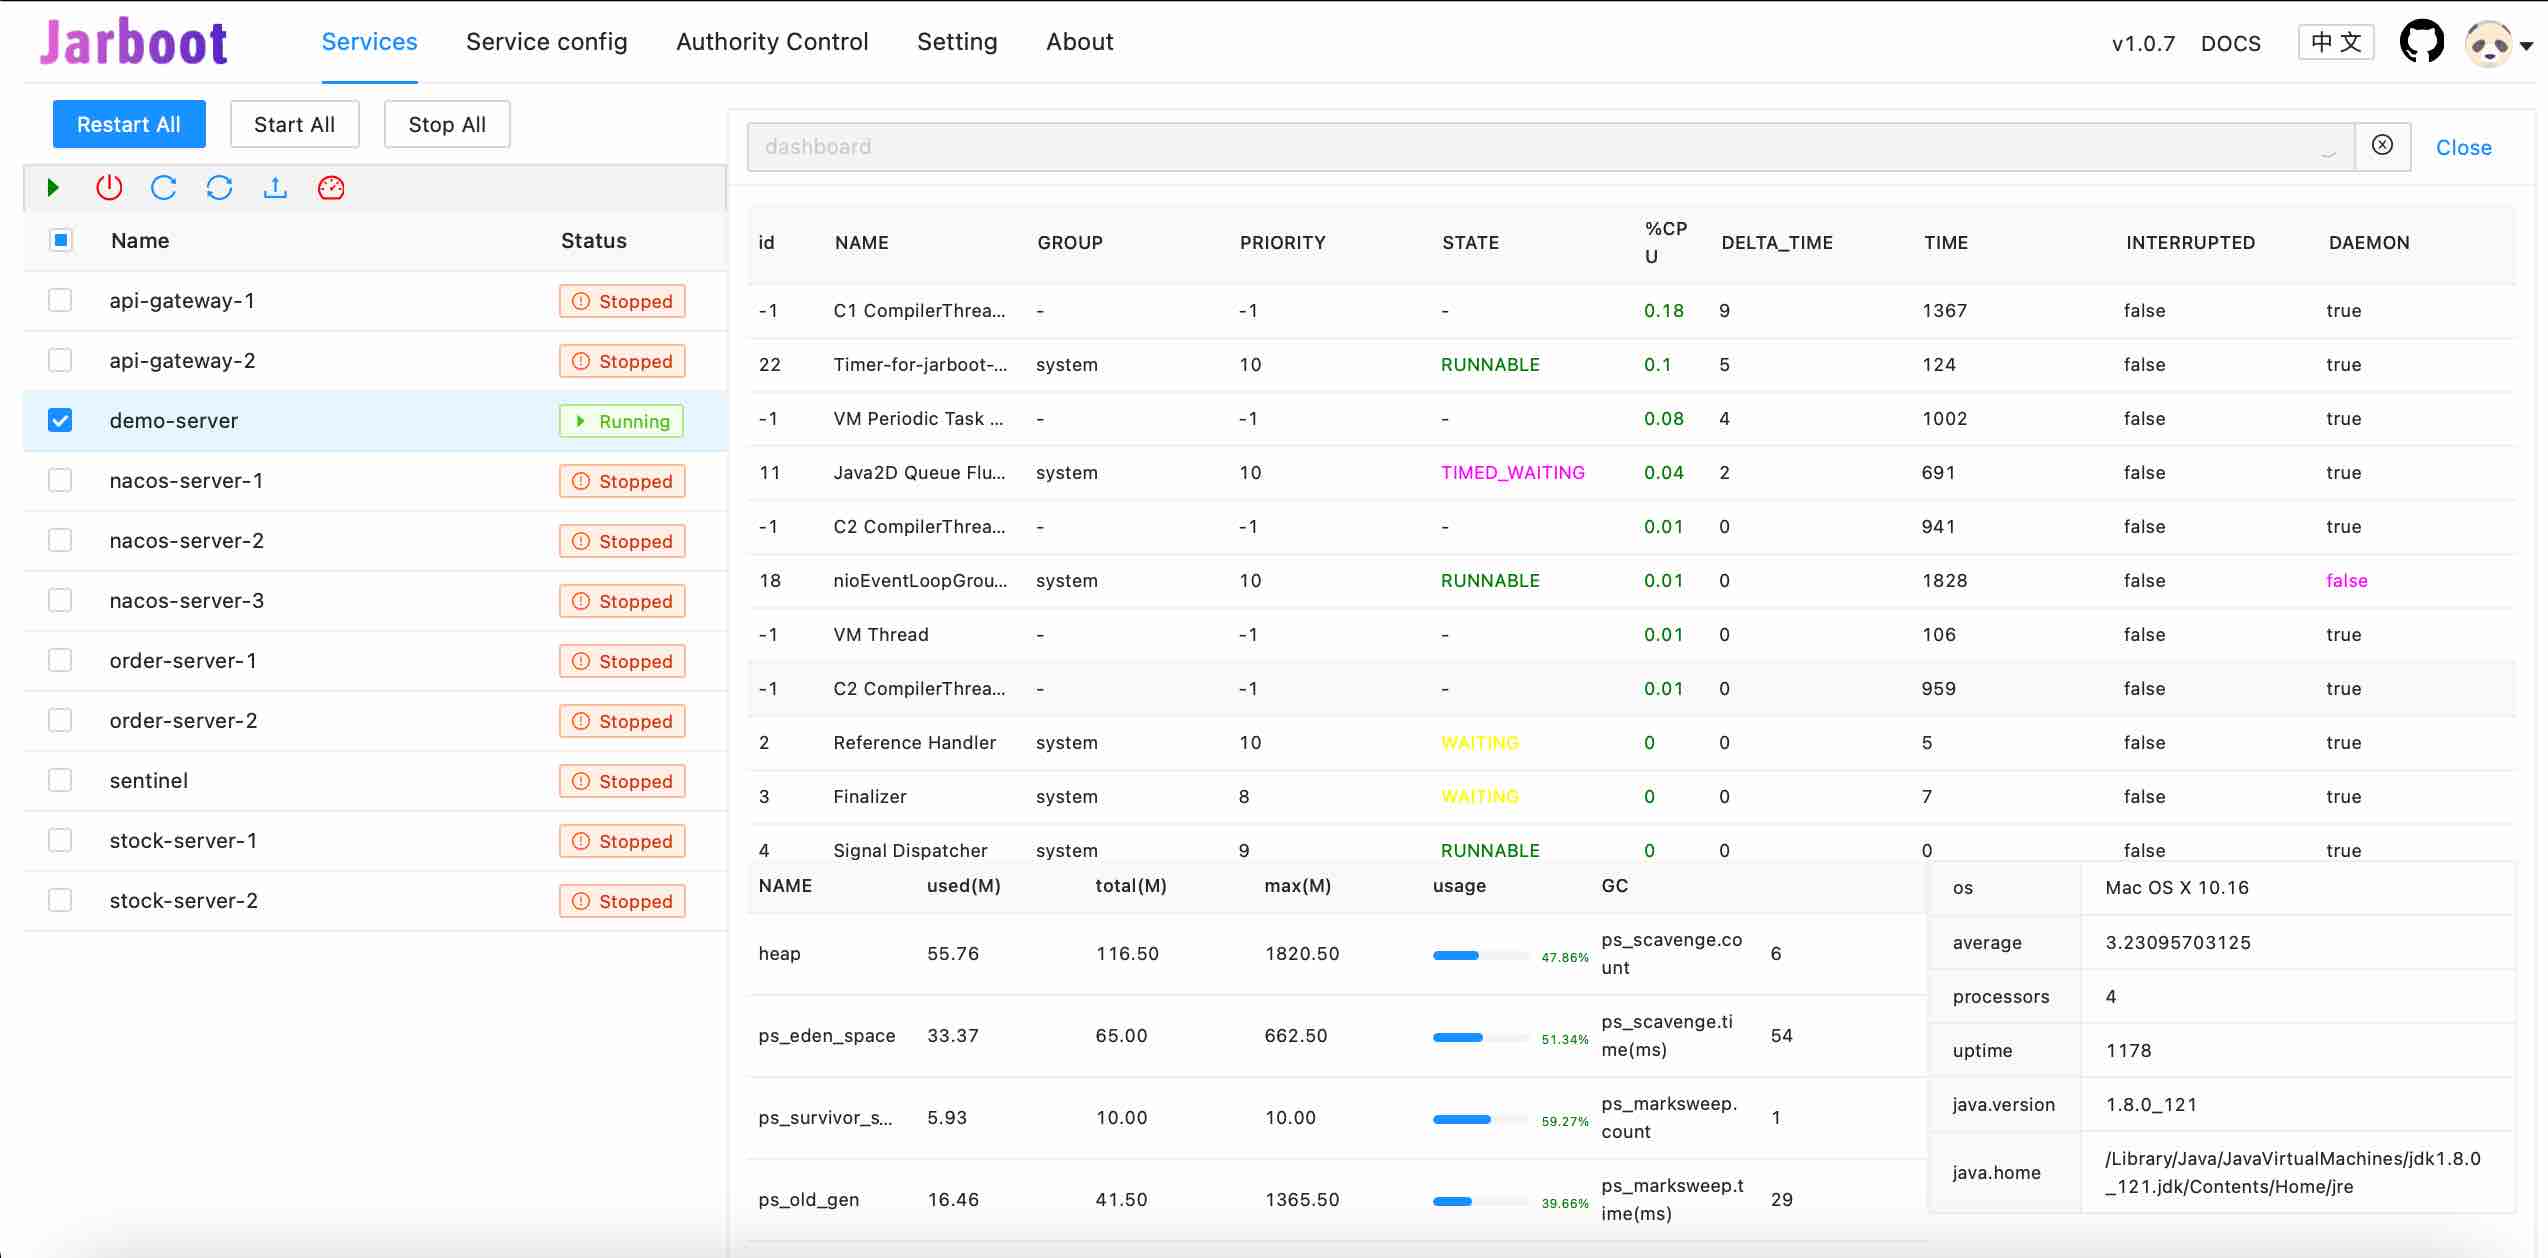 Jarboot Services Service config Authority Control Setting About v1.0.7 DOCS 中 文
Restart All Start All Stop All
dashboard Close
Name Status
api-gateway-1 Stopped
api-gateway-2 Stopped
demo-server Running
nacos-server-1 Stopped
nacos-server-2 Stopped
nacos-server-3 Stopped
order-server-1 Stopped
order-server-2 Stopped
sentinel Stopped
stock-server-1 Stopped
stock-server-2 Stopped
id NAME GROUP PRIORITY STATE %CP DELTA_TIME TIME INTERRUPTED DAEMON
U
-1 C1 CompilerThrea... - -1 - 0.18 9 1367 false true
22 Timer-for-jarboot-... system 10 RUNNABLE 0.1 5 124 false true
-1 VM Periodic Task ... - -1 - 0.08 4 1002 false true
11 Java2D Queue Flu... system 10 TIMED_WAITING 0.04 2 691 false true
-1 C2 CompilerThrea... - -1 - 0.01 0 941 false true
18 nioEventLoopGrou... system 10 RUNNABLE 0.01 0 1828 false false
-1 VM Thread - -1 - 0.01 0 106 false true
-1 C2 CompilerThrea... - -1 - 0.01 0 959 false true
2 Reference Handler system 10 WAITING 0 0 5 false true
3 Finalizer system 8 WAITING 0 0 7 false true
4 Signal Dispatcher system 9 RUNNABLE 0 0 0 false true
NAME used(M) total(M) max(M) usage GC
heap 55.76 116.50 1820.50 47.86% ps_scavenge.co 6
unt
ps_eden_space 33.37 65.00 662.50 51.34% ps_scavenge.ti 54
me(ms)
ps_survivor_s... 5.93 10.00 10.00 59.27% ps_marksweep. 1
count
ps_old_gen 16.46 41.50 1365.50 39.66% ps_marksweep.t 29
ime(ms)
os Mac OS X 10.16
average 3.23095703125
processors 4
uptime 1178
java.version 1.8.0_121
java.home /Library/Java/JavaVirtualMachines/jdk1.8.0
_121.jdk/Contents/Home/jre